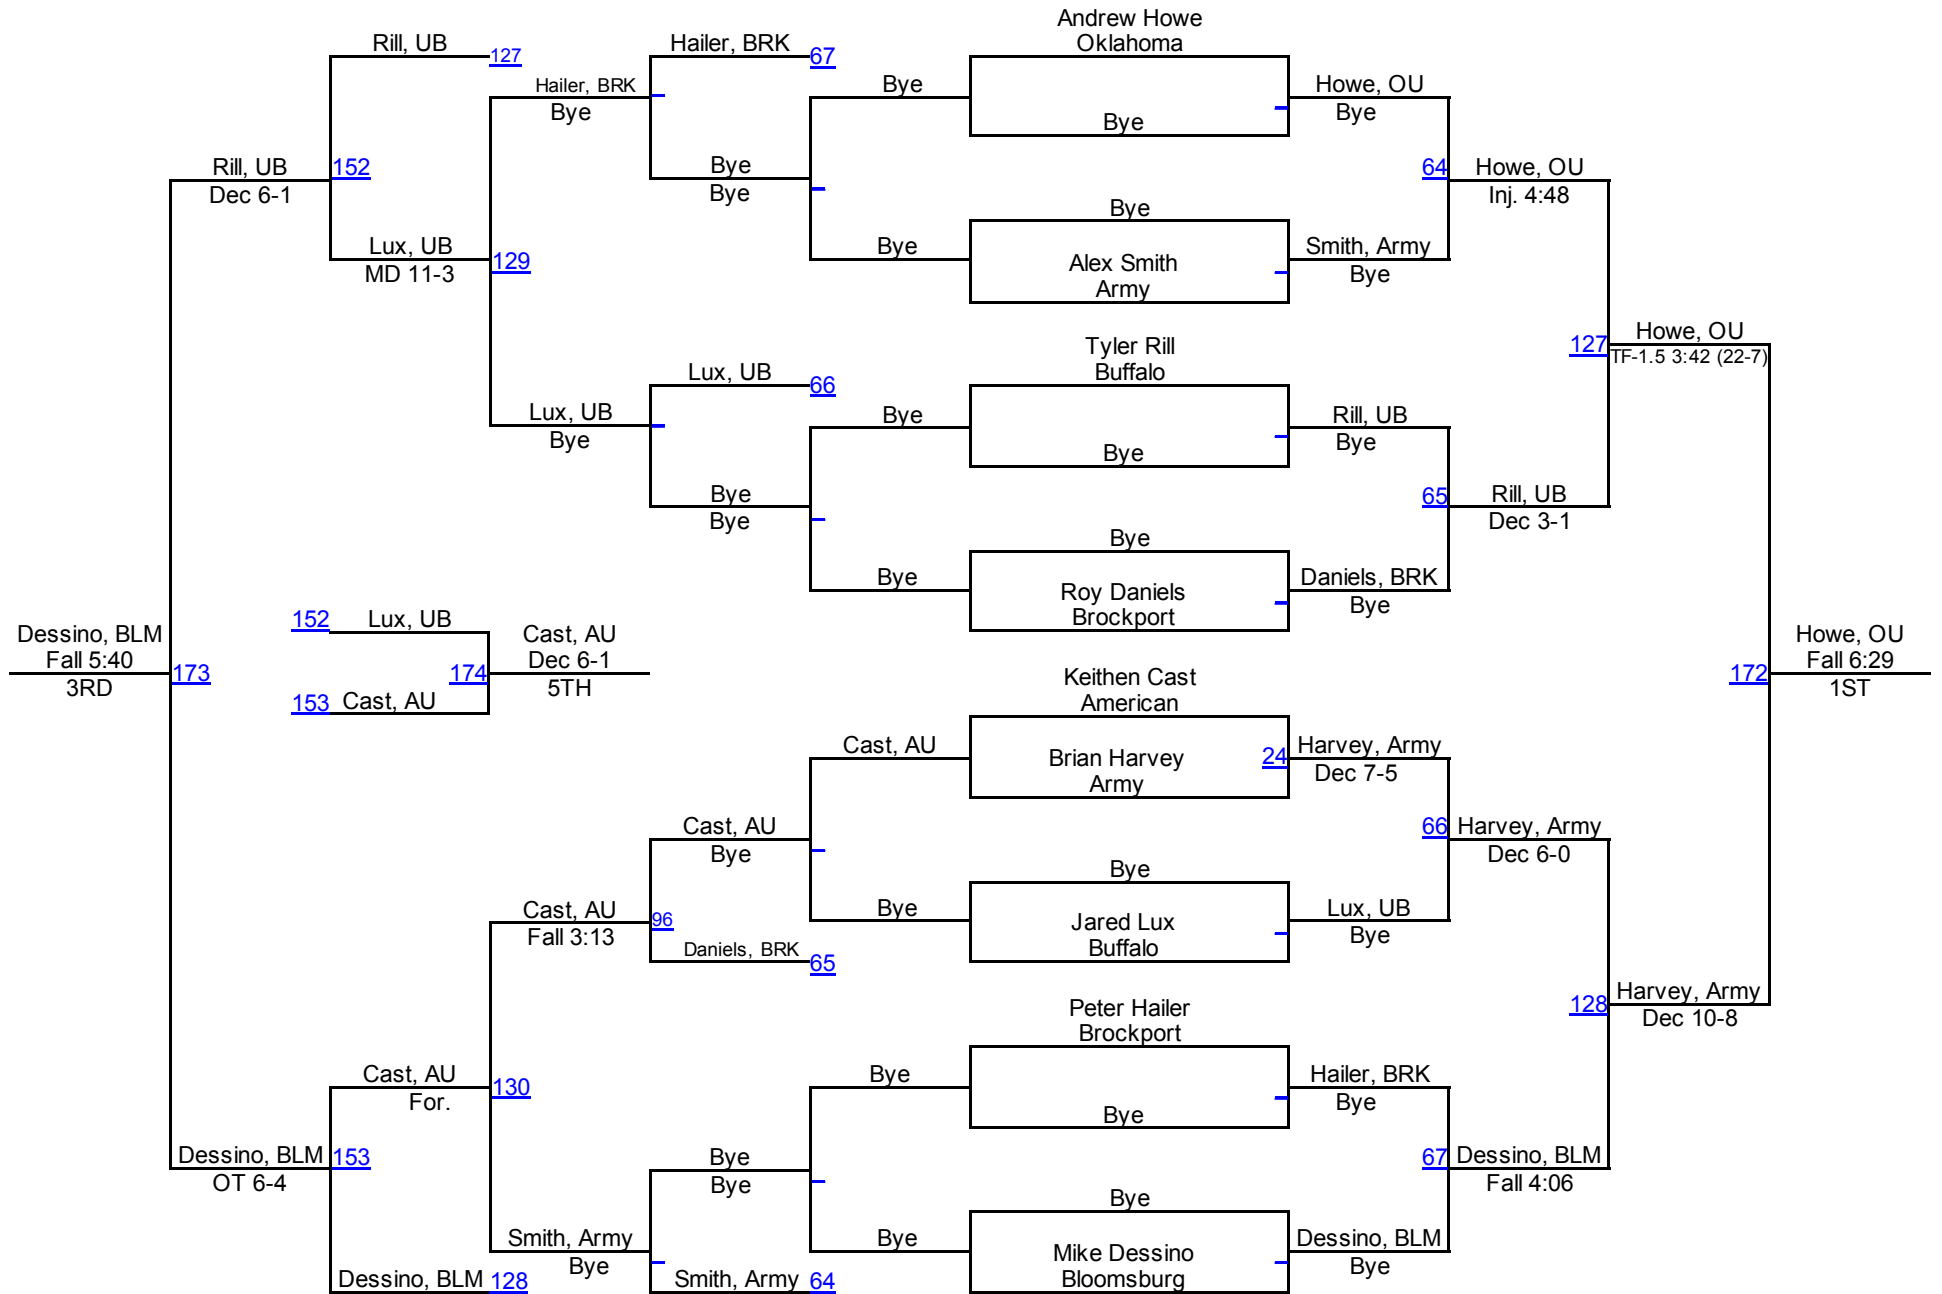 Andrew Howe
Oklahoma
Rill, UB
127
Hailer, BRK
67
Hailer, BRK
Bye
Bye
Bye
Howe, OU
Bye
Rill, UB
Dec 6-1
152
Bye
Bye
64
Howe, OU
Inj. 4:48
Lux, UB
MD 11-3
129
Bye
Bye
Alex Smith
Army
Smith, Army
Bye
Tyler Rill
Buffalo
127
Howe, OU
TF-1.5 3:42 (22-7)
Lux, UB
66
Lux, UB
Bye
Bye
Bye
Rill, UB
Bye
Bye
Bye
65
Rill, UB
Dec 3-1
Bye
Bye
Roy Daniels
Brockport
Daniels, BRK
Bye
Dessino, BLM
Fall 5:40
3RD
173
152
Lux, UB
153
Cast, AU
174
Cast, AU
Dec 6-1
5TH
172
Howe, OU
Fall 6:29
1ST
Keithen Cast
American
Cast, AU
Brian Harvey
Army
24
Harvey, Army
Dec 7-5
Cast, AU
Bye
66
Harvey, Army
Dec 6-0
Cast, AU
Fall 3:13
96
Bye
Bye
Jared Lux
Buffalo
Lux, UB
Bye
Daniels, BRK
65
128
Harvey, Army
Dec 10-8
Peter Hailer
Brockport
Cast, AU
For.
130
Bye
Bye
Hailer, BRK
Bye
Dessino, BLM
OT 6-4
153
Bye
Bye
67
Dessino, BLM
Fall 4:06
Smith, Army
Bye
Bye
Bye
Mike Dessino
Bloomsburg
Dessino, BLM
Bye
Dessino, BLM
128
Smith, Army
64